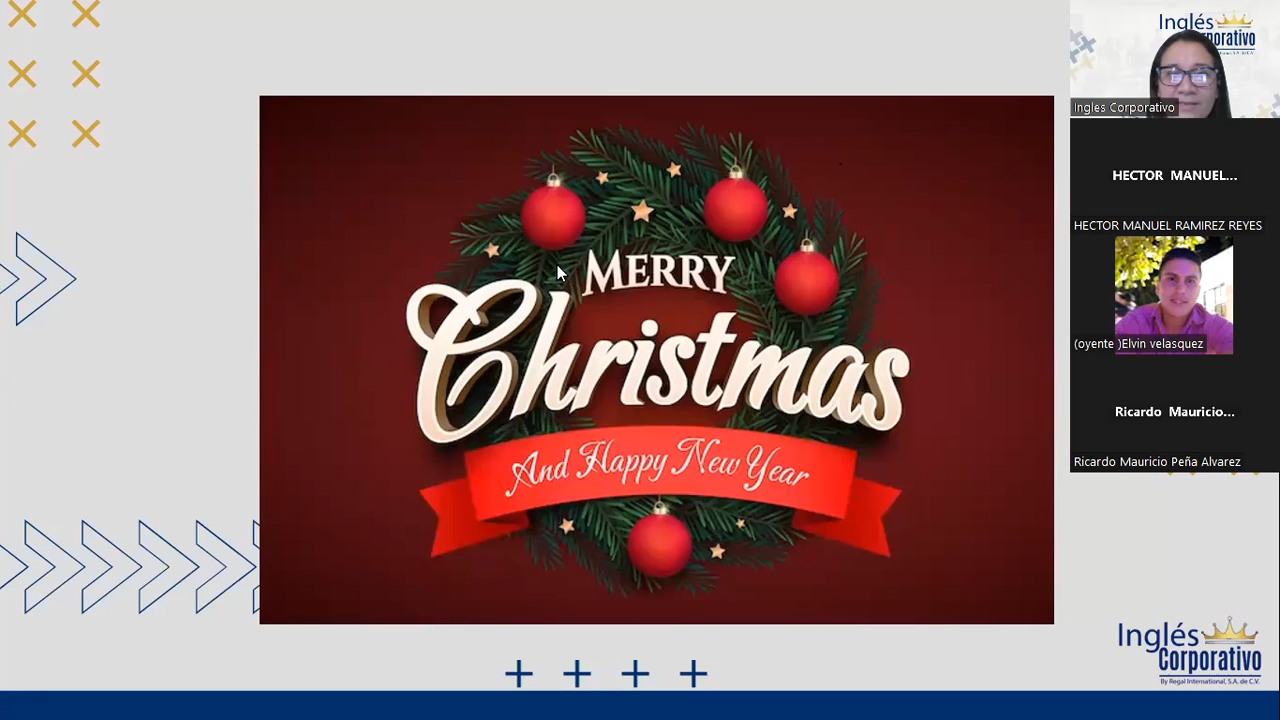 MERRY
Christmas
And Happy New Year
Inglés
Corporativo
By Regal International, S.A. de C.V.
Inglés
Ingles Corporativo
HECTOR MANUEL...
HECTOR MANUEL RAMIREZ REYES
(oyente )Elvin velasquez
Ricardo Mauricio...
Ricardo Mauricio Peña Alvarez